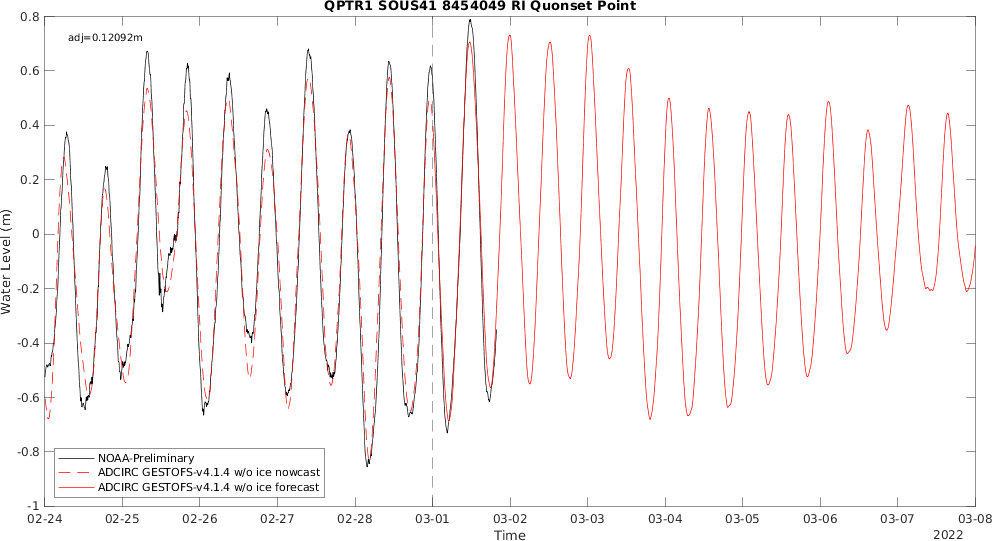 QPTR1 SOUS41 8454049 RI Quonset Point
0.8
adj=0.12092m
0.6
0.4
0.2
0
-0.2
-0.4
-0.6
-0.8
-1
Water Level (m)
NOAA-Preliminary
ADCIRC GESTOFS-v4.1.4 w/o ice nowcast
ADCIRC GESTOFS-v4.1.4 w/o ice forecast
02-24 02-25 02-26 02-27 02-28 03-01 03-02 03-03 03-04 03-05 03-06 03-07 03-08
Time
2022